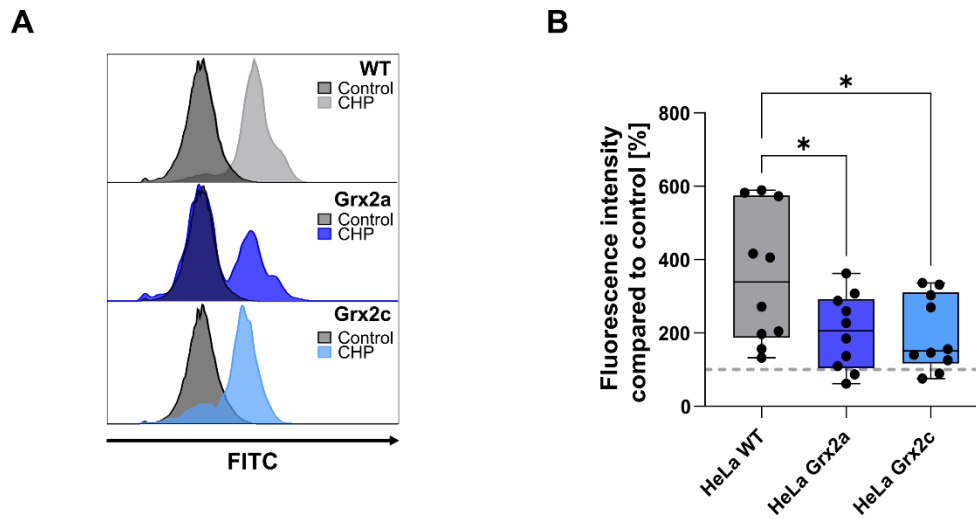 A
WT
Control
CHP
Grx2a
Control
CHP
Grx2c
Control
CHP
FITC
B
Fluorescence intensity
compared to control [%]
800
600
400
200
0
*
*
HeLa WT
HeLa Grx2a
HeLa Grx2c